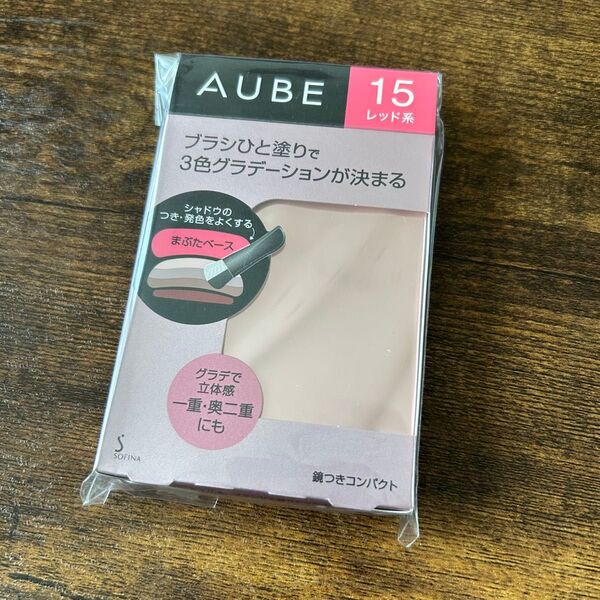 AUBE
15
レッド系
ブラシひと塗りで
3色グラデーションが決まる
シャドウの
つき・発色をよくする
まぶたベース
グラデで
立体感
一重・奥二重
にも
S
SOFINA
鏡つきコンパクト